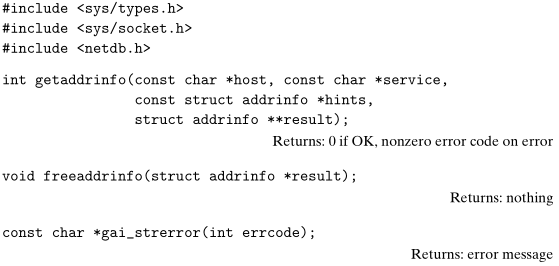 #include <sys/types.h>
#include <sys/socket.h>
#include <netdb.h>
int getaddrinfo(const char *host, const char *service,
const struct addrinfo *hints,
struct addrinfo **result);
Returns: 0 if OK, nonzero error code on error
void freeaddrinfo(struct addrinfo *result);
Returns: nothing
const char *gai_strerror(int errcode);
Returns: error message